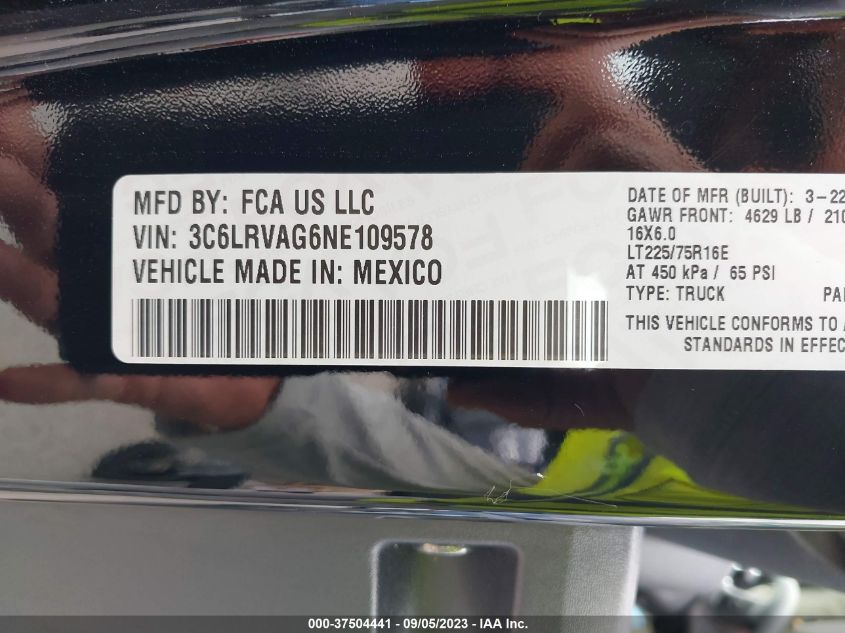 MFD BY: FCA US LLC
VIN: 3C6LRVAG6NE109578
VEHICLE MADE IN: MEXICO
DATE OF MFR (BUILT): 3-22
GAWR FRONT: 4629 LB / 210
16X6.0
LT225/75R16E
AT 450 kPa / 65 PSI
TYPE: TRUCK PA
THIS VEHICLE CONFORMS TO A
STANDARDS IN EFFEC
000-37504441 - 09/05/2023 - IAA Inc.